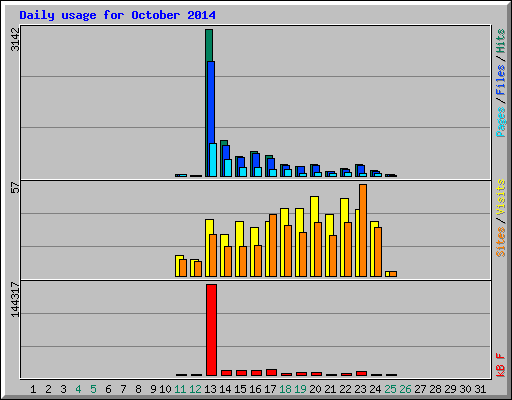 Daily usage for October 2014
3142
57
144317
Pages / Files / Hits
Sites / Visits
kB F
1 2 3 4 5 6 7 8 9 10 11 12 13 14 15 16 17 18 19 20 21 22 23 24 25 26 27 28 29 30 31